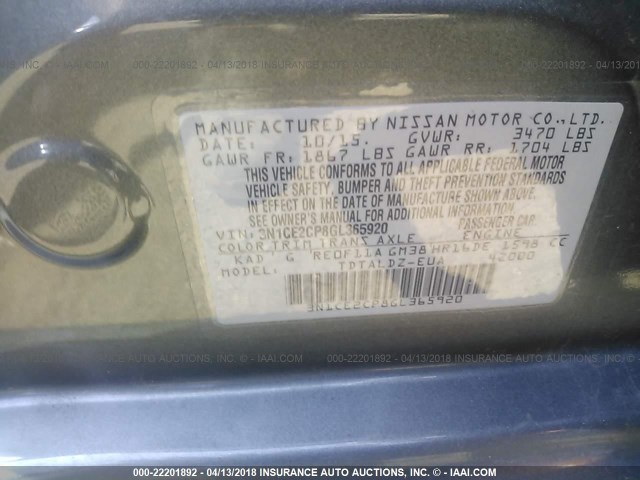 000-22201892 - 04/13/2018 INSURANCE AUTO AUCTIONS - © - IAAI.COM
MANUFACTURED BY NISSAN MOTOR CO.,LTD.
DATE: 10/15. GVWR: 3470 LBS
GAWR FR: 1867 LBS GAWR RR: 1704 LBS
THIS VEHICLE CONFORMS TO ALL APPLICABLE FEDERAL MOTOR
VEHICLE SAFETY, BUMPER AND THEFT PREVENTION STANDARDS
IN EFFECT ON THE DATE OF MANUFACTURE SHOWN ABOVE.
SEE OWNER'S MANUAL FOR ADDITIONAL INFORMATION
VIN: 3N1CE2CP8GL365920 PASSENGER CAR
COLOR TRIM TRANS AXLE ENGINE
KAD G RE0F11A GM38 HR16DE 1598 CC
MODEL: TDTALDZ-EUA 42000
3N1CE2CP8GL365920
000-22201892 - 04/13/2018 INSURANCE AUTO AUCTIONS - © - IAAI.COM
000-22201892 - 04/13/2018 INSURANCE AUTO AUCTIONS - © - IAAI.COM